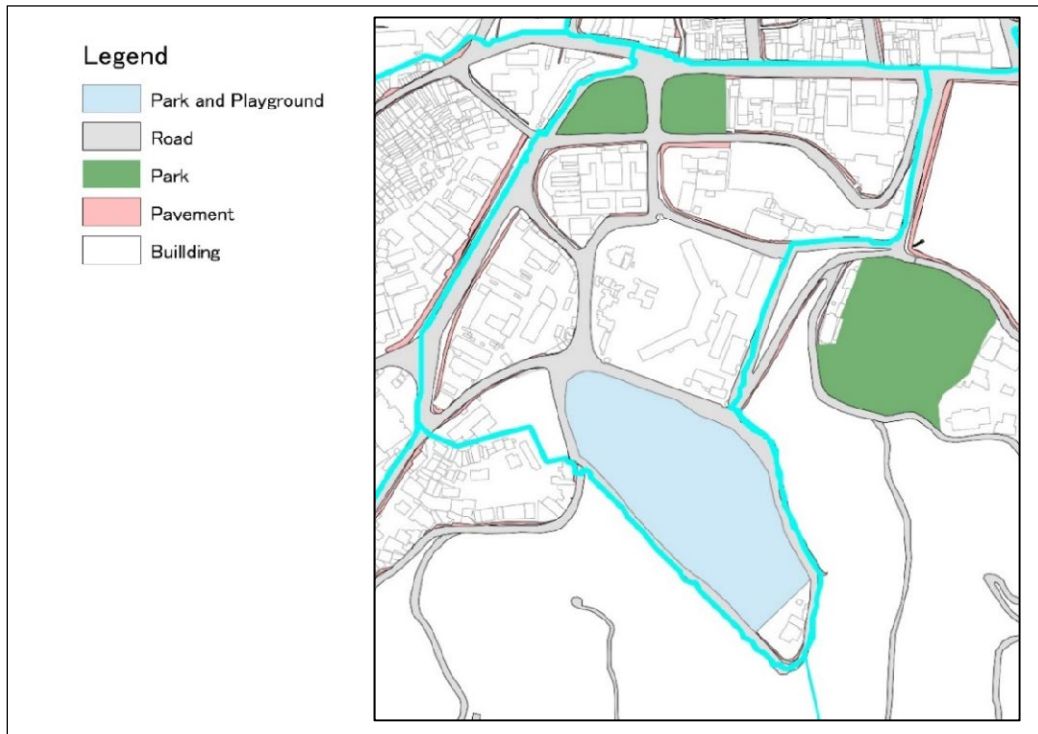 Legend
Park and Playground
Road
Park
Pavement
Buillding